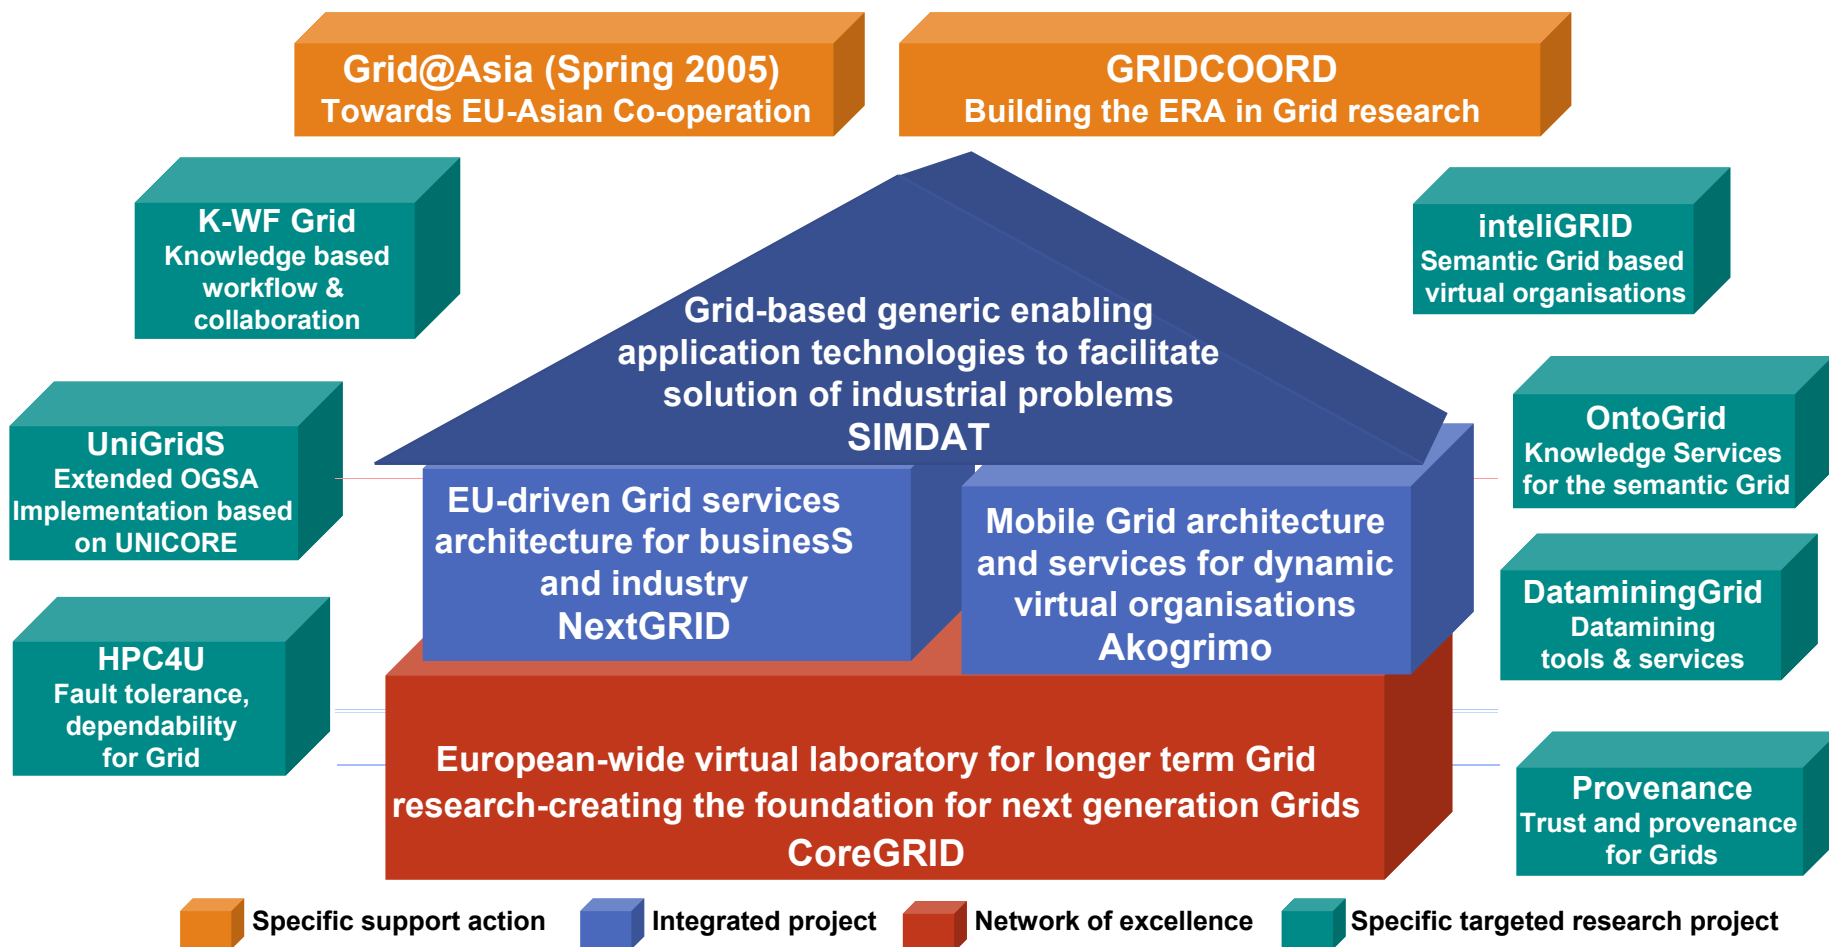 Grid@Asia (Spring 2005)
Towards EU-Asian Co-operation
GRIDCOORD
Building the ERA in Grid research
K-WF Grid
Knowledge based
workflow &
collaboration
inteliGRID
Semantic Grid based
virtual organisations
Grid-based generic enabling
application technologies to facilitate
solution of industrial problems
SIMDAT
UniGridS
Extended OGSA
Implementation based
on UNICORE
OntoGrid
Knowledge Services
for the semantic Grid
EU-driven Grid services
architecture for businesS
and industry
NextGRID
Mobile Grid architecture
and services for dynamic
virtual organisations
Akogrimo
DataminingGrid
Datamining
tools & services
HPC4U
Fault tolerance,
dependability
for Grid
European-wide virtual laboratory for longer term Grid
research-creating the foundation for next generation Grids
CoreGRID
Provenance
Trust and provenance
for Grids
Specific support action
Integrated project
Network of excellence
Specific targeted research project